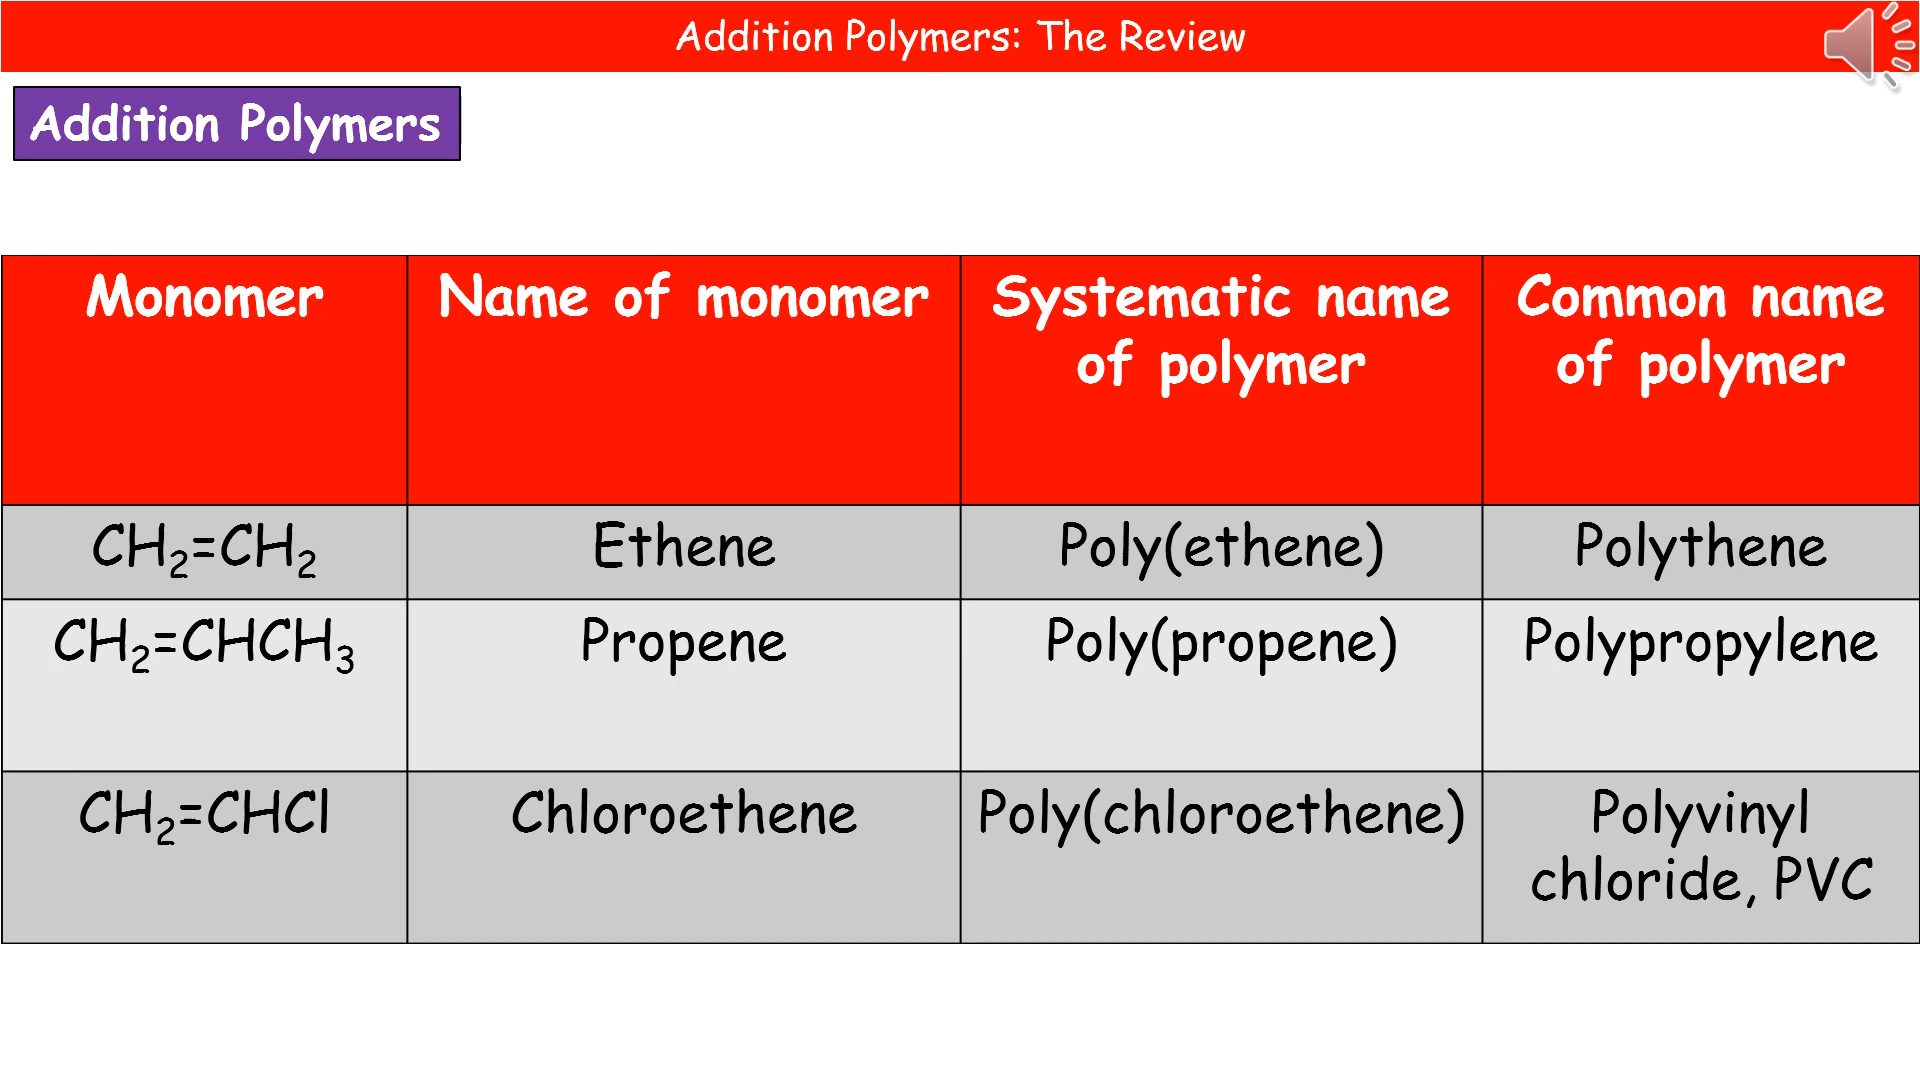 Addition Polymers: The Review
Addition Polymers
Monomer
Name of monomer
Systematic name
of polymer
Common name
of polymer
CH₂=CH₂
Ethene
Poly(ethene)
Polythene
CH₂=CHCH₃
Propene
Poly(propene)
Polypropylene
CH₂=CHCl
Chloroethene
Poly(chloroethene)
Polyvinyl
chloride, PVC